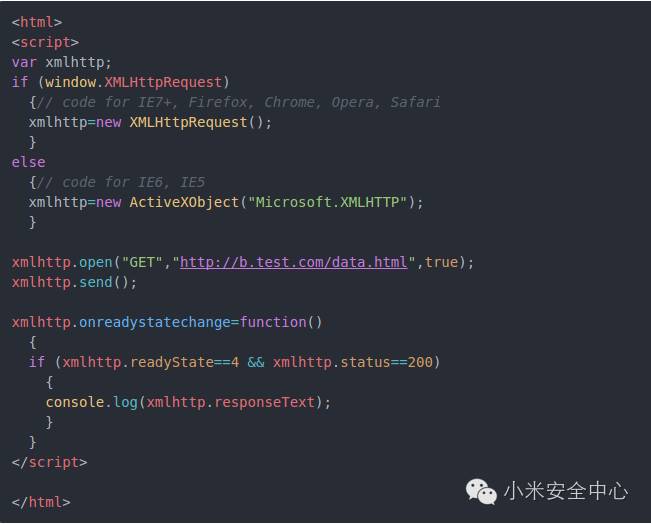 <html>
<script>
var xmlhttp;
if (window.XMLHttpRequest)
  {// code for IE7+, Firefox, Chrome, Opera, Safari
  xmlhttp=new XMLHttpRequest();
  }
else
  {// code for IE6, IE5
  xmlhttp=new ActiveXObject("Microsoft.XMLHTTP");
  }

xmlhttp.open("GET","http://b.test.com/data.html",true);
xmlhttp.send();

xmlhttp.onreadystatechange=function()
  {
  if (xmlhttp.readyState==4 && xmlhttp.status==200)
    {
    console.log(xmlhttp.responseText);
    }
  }
</script>

</html>
小米安全中心